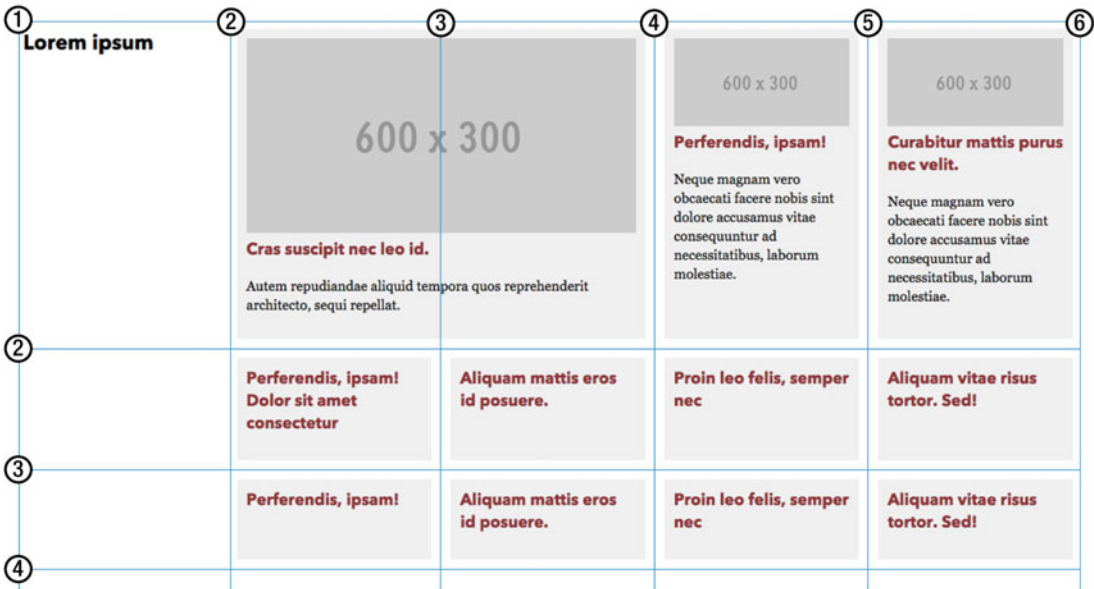 ① ② ③ ④ ⑤ ⑥
Lorem ipsum
600 x 300
Cras suscipit nec leo id.
Autem repudiandae aliquid tempora quos reprehenderit
architecto, sequi repellat.
600 x 300
Perferendis, ipsam!
Neque magnam vero
obcaecati facere nobis sint
dolore accusamus vitae
consequuntur ad
necessitatibus, laborum
molestiae.
600 x 300
Curabitur mattis purus
nec velit.
Neque magnam vero
obcaecati facere nobis sint
dolore accusamus vitae
consequuntur ad
necessitatibus, laborum
molestiae.
②
Perferendis, ipsam!
Dolor sit amet
consectetur
Aliquam mattis eros
id posuere.
Proin leo felis, semper
nec
Aliquam vitae risus
tortor. Sed!
③
Perferendis, ipsam!
Aliquam mattis eros
id posuere.
Proin leo felis, semper
nec
Aliquam vitae risus
tortor. Sed!
④